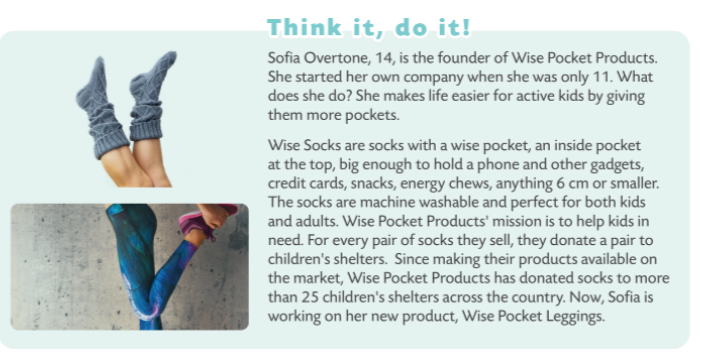 Think it, do it!
Sofia Overtone, 14, is the founder of Wise Pocket Products.
She started her own company when she was only 11. What
does she do? She makes life easier for active kids by giving
them more pockets.
Wise Socks are socks with a wise pocket, an inside pocket
at the top, big enough to hold a phone and other gadgets,
credit cards, snacks, energy chews, anything 6 cm or smaller.
The socks are machine washable and perfect for both kids
and adults. Wise Pocket Products' mission is to help kids in
need. For every pair of socks they sell, they donate a pair to
children's shelters.  Since making their products available on
the market, Wise Pocket Products has donated socks to more
than 25 children's shelters across the country. Now, Sofia is
working on her new product, Wise Pocket Leggings.